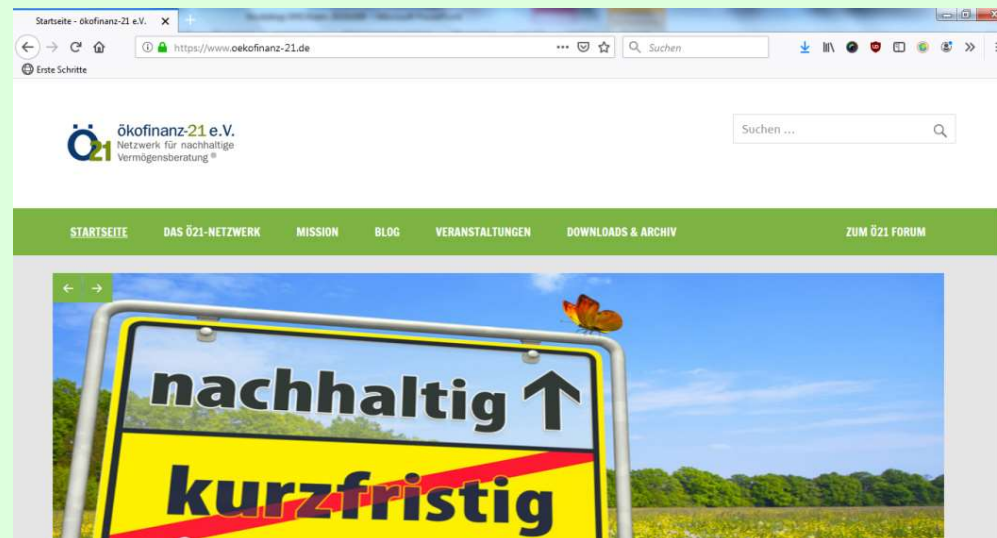 Startseite - ökofinanz-21 e.V.
https://www.oekofinanz-21.de
Suchen
Erste Schritte
Ö21
ökofinanz-21 e.V.
Netzwerk für nachhaltige
Vermögensberatung ®
Suchen ...
STARTSEITE DAS Ö21-NETZWERK MISSION BLOG VERANSTALTUNGEN DOWNLOADS & ARCHIV ZUM Ö21 FORUM
nachhaltig
kurzfristig